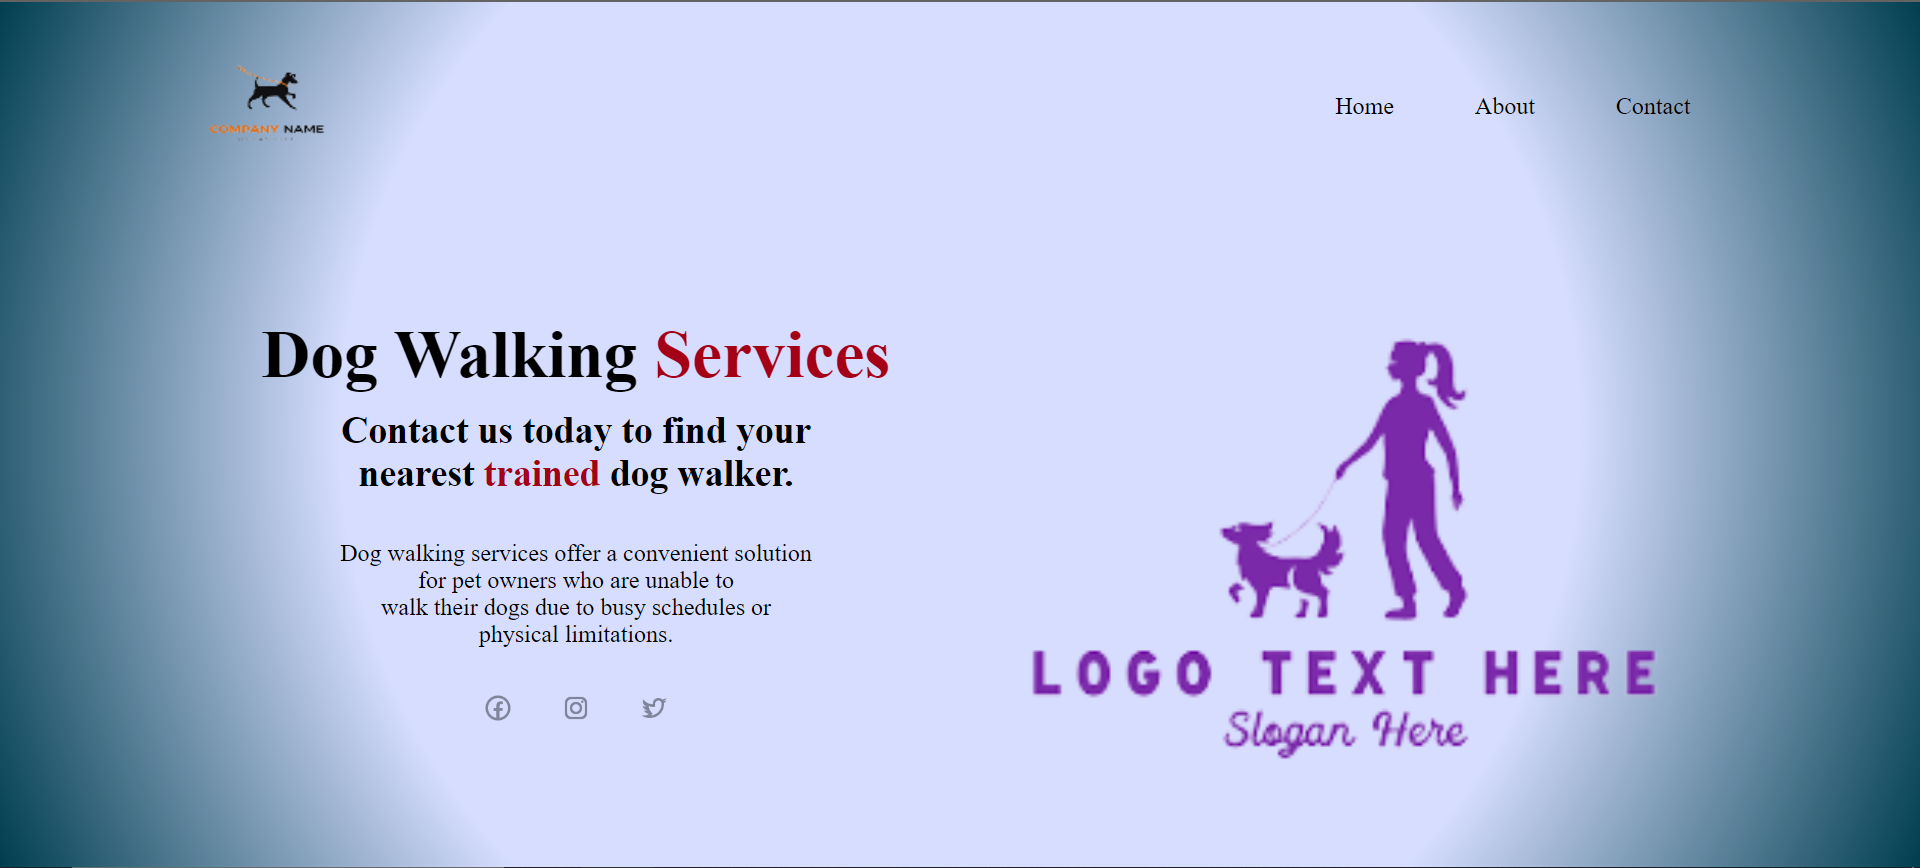 COMPANY NAME
Home
About
Contact
Dog Walking Services
Contact us today to find your
nearest trained dog walker.
Dog walking services offer a convenient solution
for pet owners who are unable to
walk their dogs due to busy schedules or
physical limitations.
LOGO TEXT HERE
Slogan Here